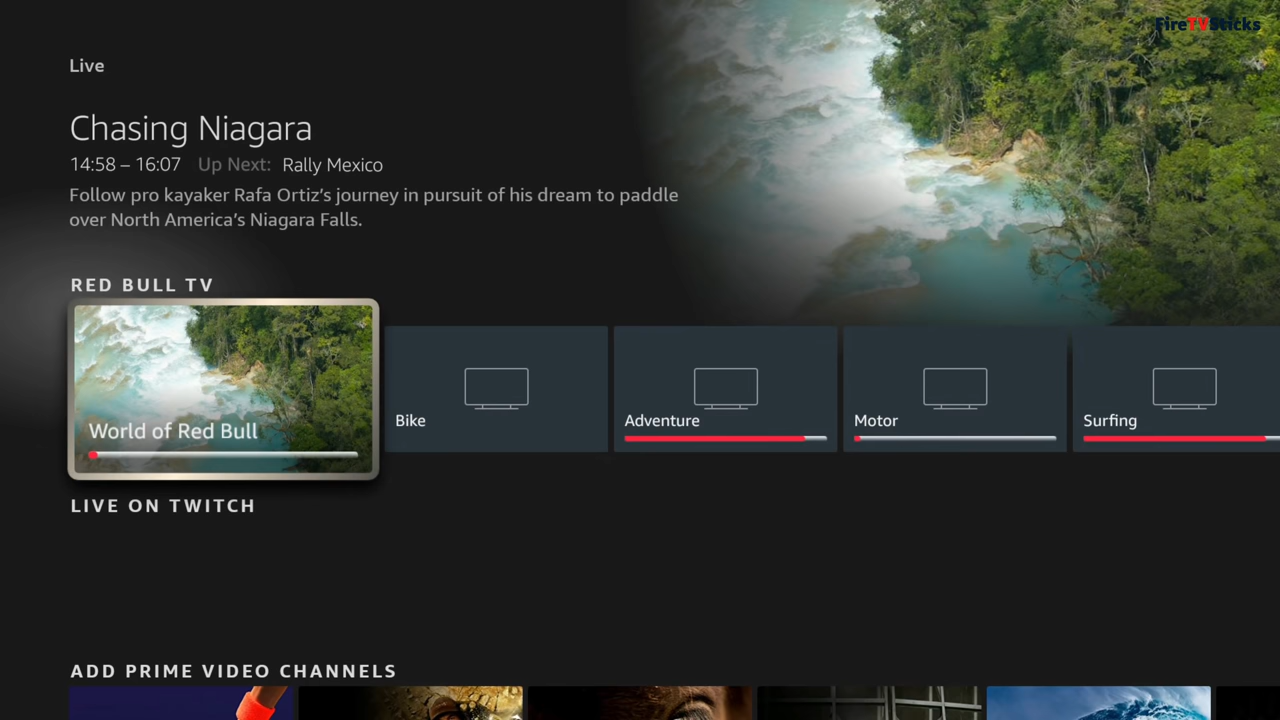 FireTVSticks
Live
Chasing Niagara
14:58 – 16:07 Up Next: Rally Mexico
Follow pro kayaker Rafa Ortiz’s journey in pursuit of his dream to paddle
over North America’s Niagara Falls.
RED BULL TV
World of Red Bull
Bike
Adventure
Motor
Surfing
LIVE ON TWITCH
ADD PRIME VIDEO CHANNELS